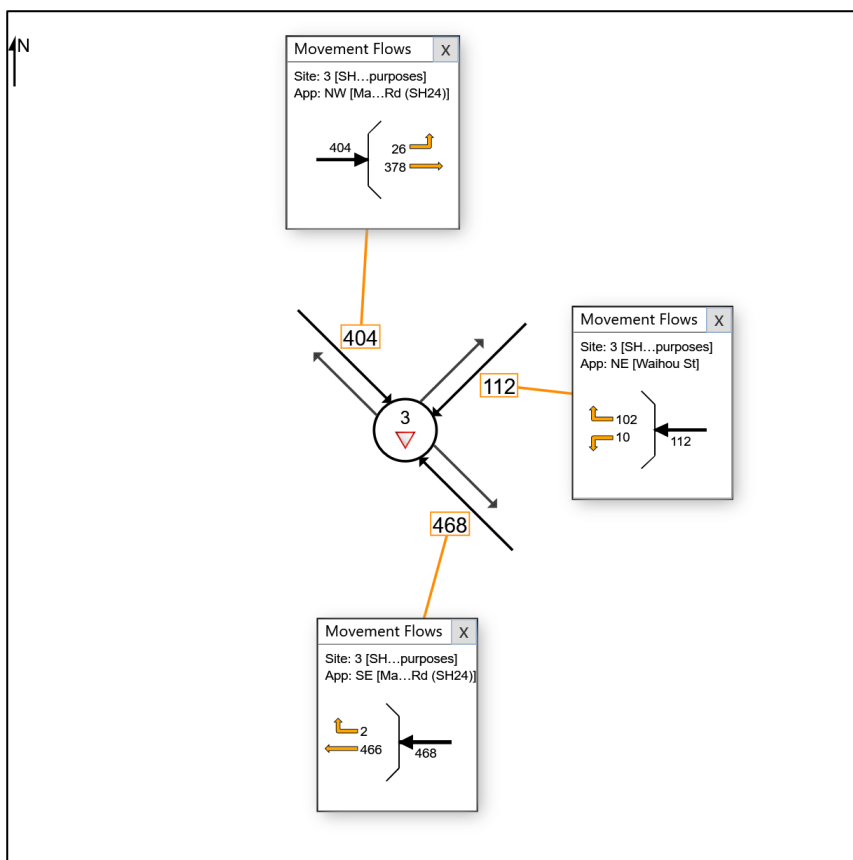 N
Movement Flows X
Site: 3 [SH…purposes]
App: NW [Ma…Rd (SH24)]
404
26
378
404
Movement Flows X
Site: 3 [SH…purposes]
App: NE [Waihou St]
102
10
112
112
3
468
Movement Flows X
Site: 3 [SH…purposes]
App: SE [Ma…Rd (SH24)]
2
466
468